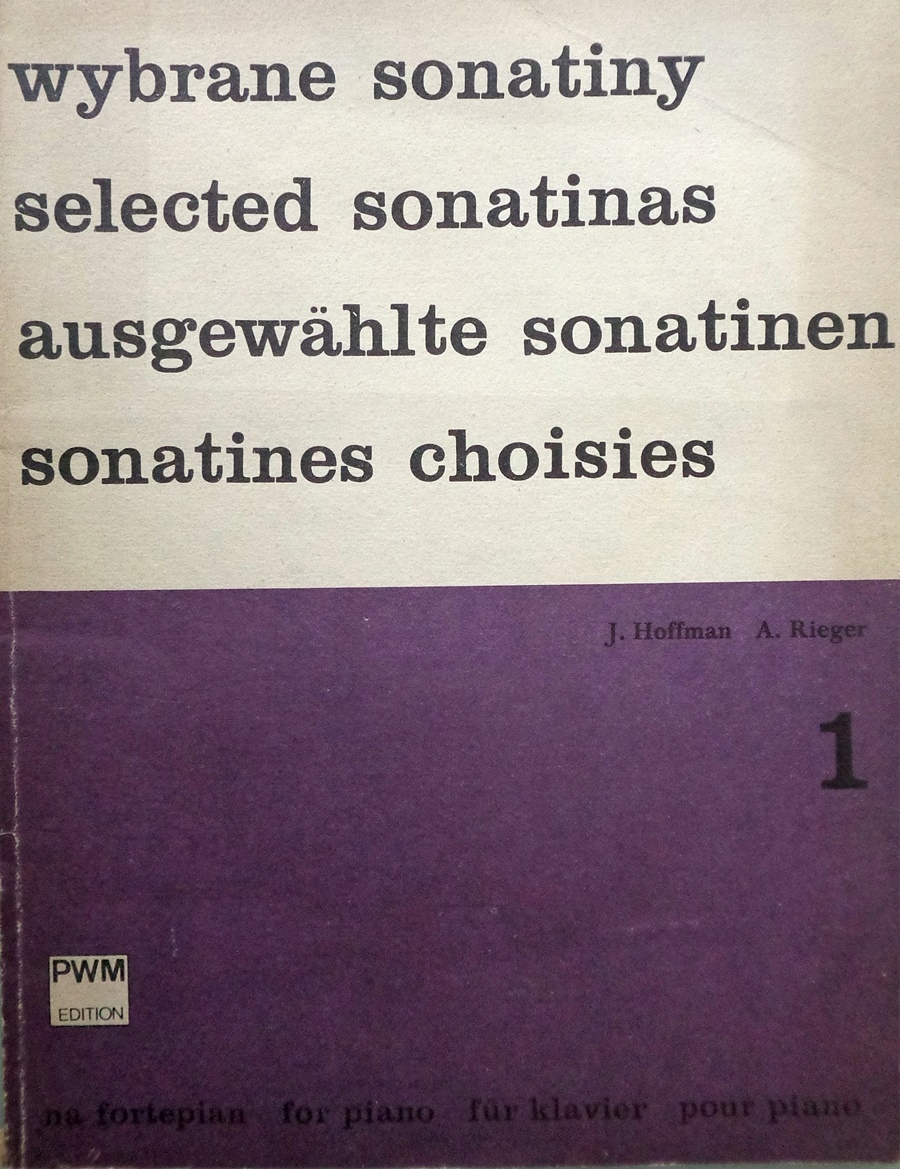 wybrane sonatiny
selected sonatinas
ausgewählte sonatinen
sonatines choisies
J. Hoffman A. Rieger
1
PWM
EDITION
na fortepian for piano für klavier pour piano